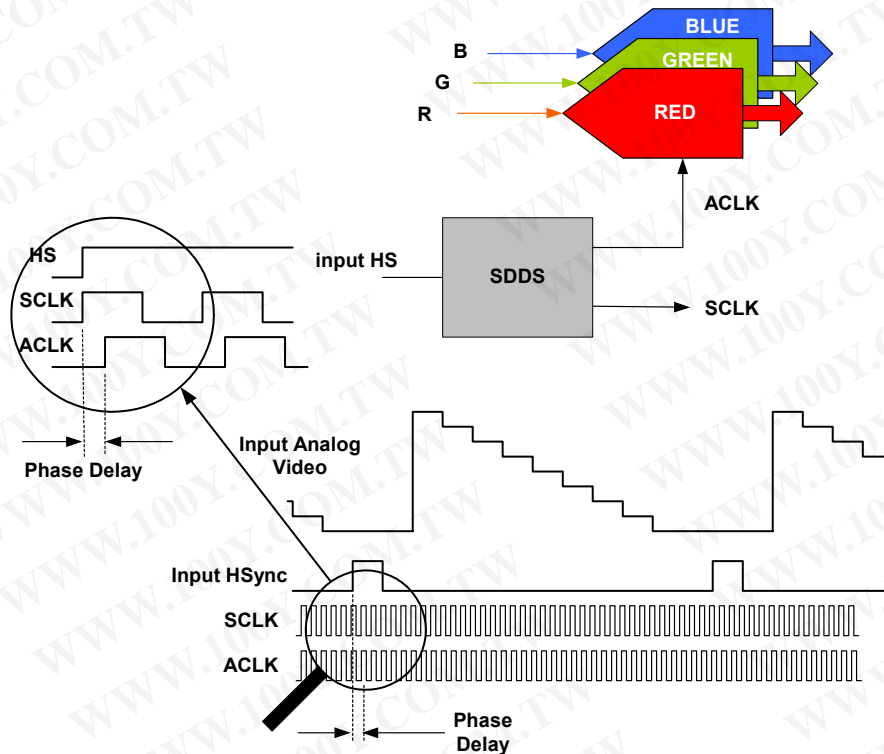 BLUE
B
GREEN
G
R
RED
ACLK
HS
input HS
SDDS
SCLK
SCLK
ACLK
Input Analog
Video
Phase Delay
Input HSync
SCLK
ACLK
Phase
Delay
WWW.100Y.COM.TW